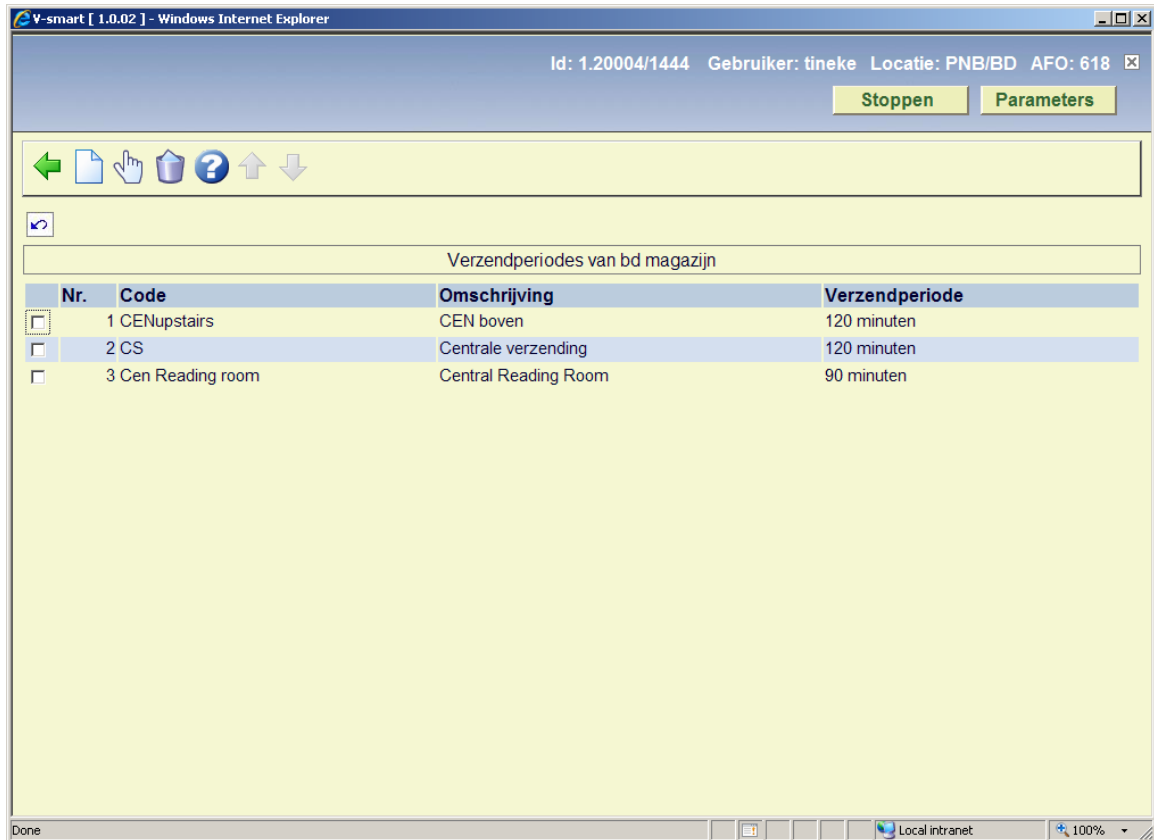 V-smart [ 1.0.02 ] - Windows Internet Explorer
Id: 1.20004/1444 Gebruiker: tineke Locatie: PNB/BD AFO: 618
Stoppen Parameters
Verzendperiodes van bd magazijn
Nr. Code Omschrijving Verzendperiode
1 CENupstairs CEN boven 120 minuten
2 CS Centrale verzending 120 minuten
3 Cen Reading room Central Reading Room 90 minuten
Done Local intranet 100%